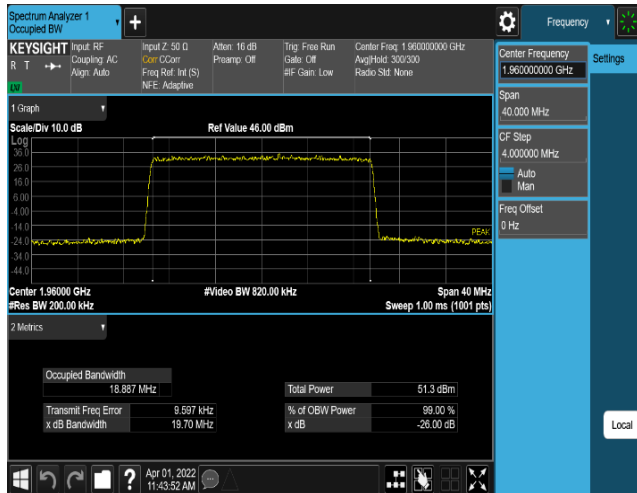 Spectrum Analyzer 1
Occupied BW
Frequency
KEYSIGHT
R T
Input: RF
Coupling: AC
Align: Auto
Input Z: 50 Ω
Corr CCorr
Freq Ref: Int (S)
NFE: Adaptive
Atten: 16 dB
Preamp: Off
Trig: Free Run
Gate: Off
#IF Gain: Low
Center Freq: 1.960000000 GHz
Avg|Hold: 300/300
Radio Std: None
Center Frequency
1.960000000 GHz
Settings
Span
40.000 MHz
CF Step
4.000000 MHz
Auto
Man
Freq Offset
0 Hz
1 Graph
Scale/Div 10.0 dB
Ref Value 46.00 dBm
Log
36.0
26.0
16.0
6.00
-4.00
-14.0
-24.0
-34.0
-44.0
PEAK
Center 1.96000 GHz
#Video BW 820.00 kHz
Span 40 MHz
#Res BW 200.00 kHz
Sweep 1.00 ms (1001 pts)
2 Metrics
Occupied Bandwidth
18.887 MHz
Total Power
51.3 dBm
Transmit Freq Error
9.597 kHz
% of OBW Power
99.00 %
x dB Bandwidth
19.70 MHz
x dB
-26.00 dB
Local
?
Apr 01, 2022
11:43:52 AM